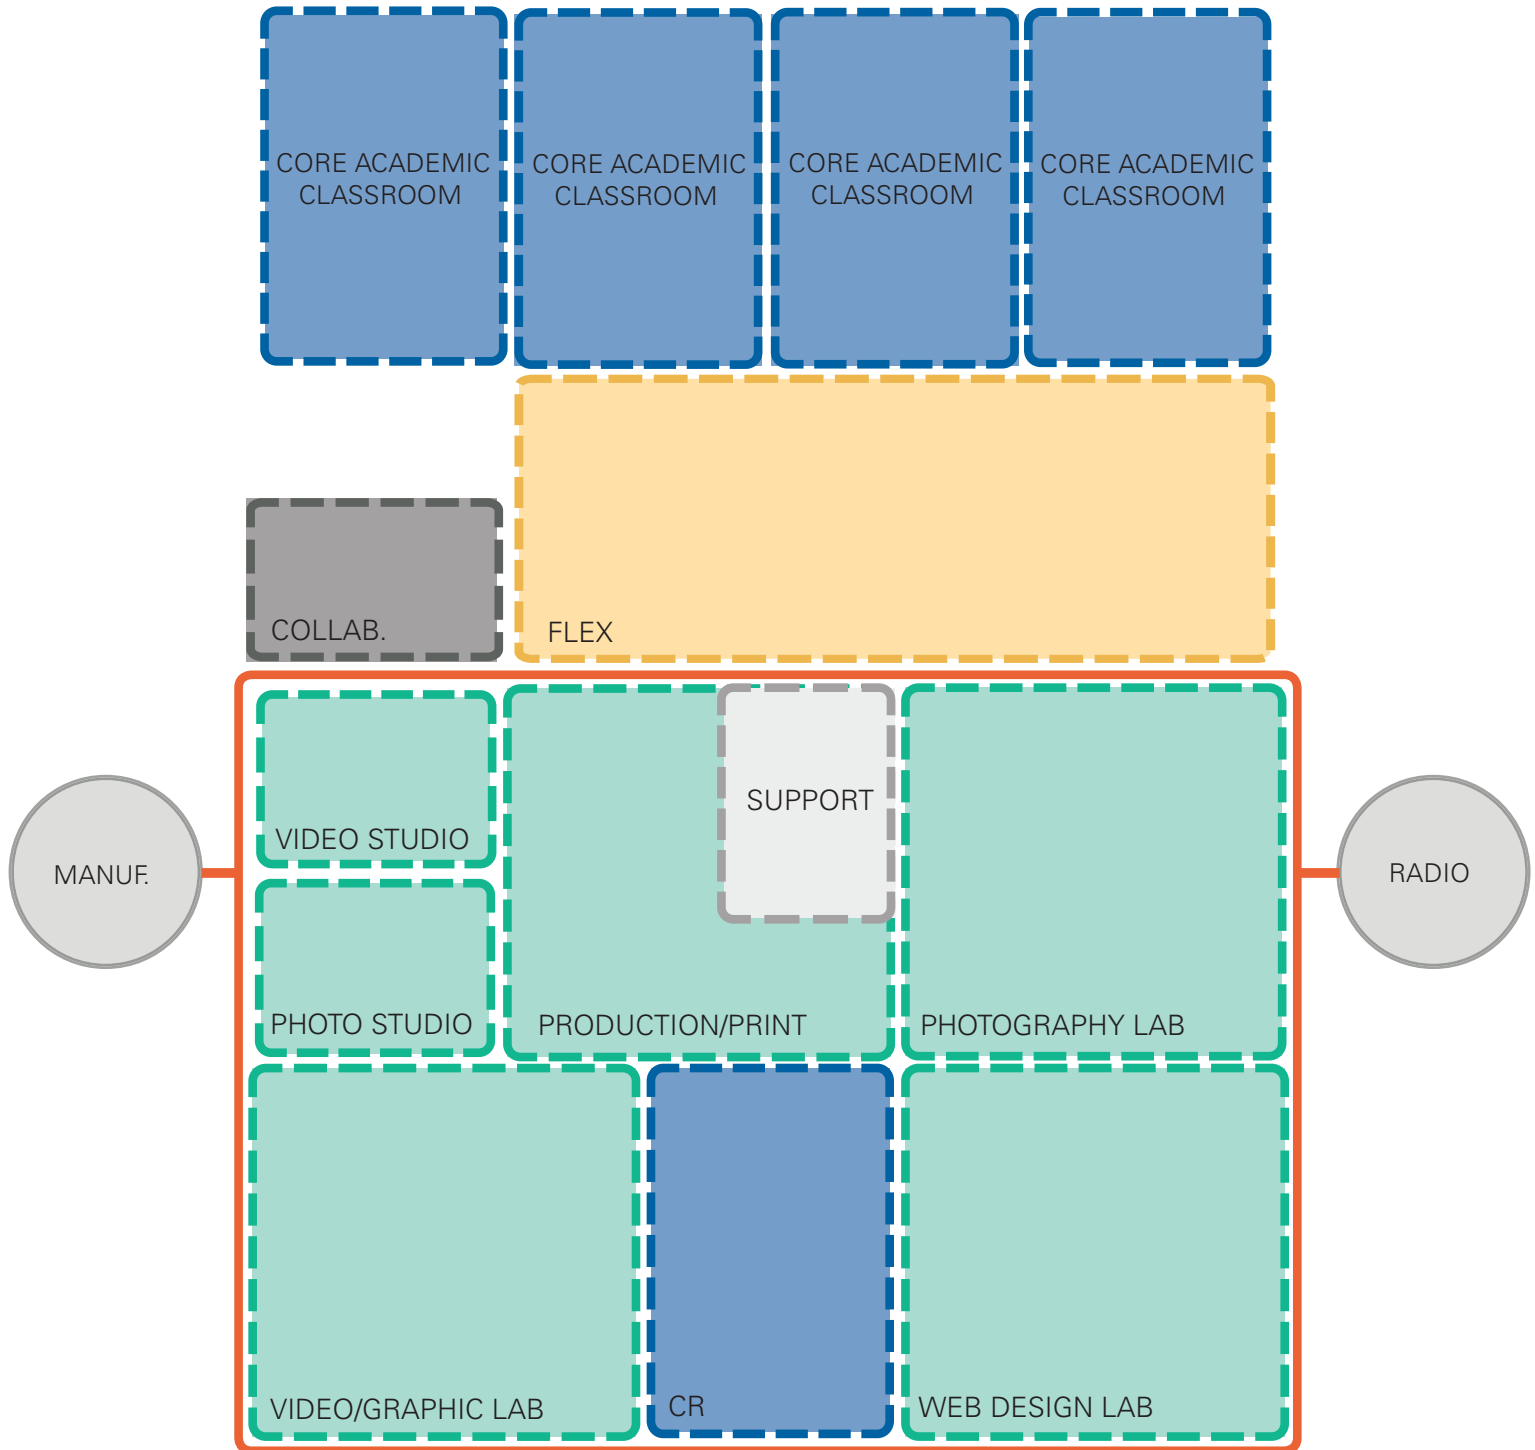 CORE ACADEMIC
CLASSROOM
CORE ACADEMIC
CLASSROOM
CORE ACADEMIC
CLASSROOM
CORE ACADEMIC
CLASSROOM
COLLAB.
FLEX
SUPPORT
VIDEO STUDIO
MANUF.
RADIO
PHOTO STUDIO
PRODUCTION/PRINT
PHOTOGRAPHY LAB
VIDEO/GRAPHIC LAB
CR
WEB DESIGN LAB